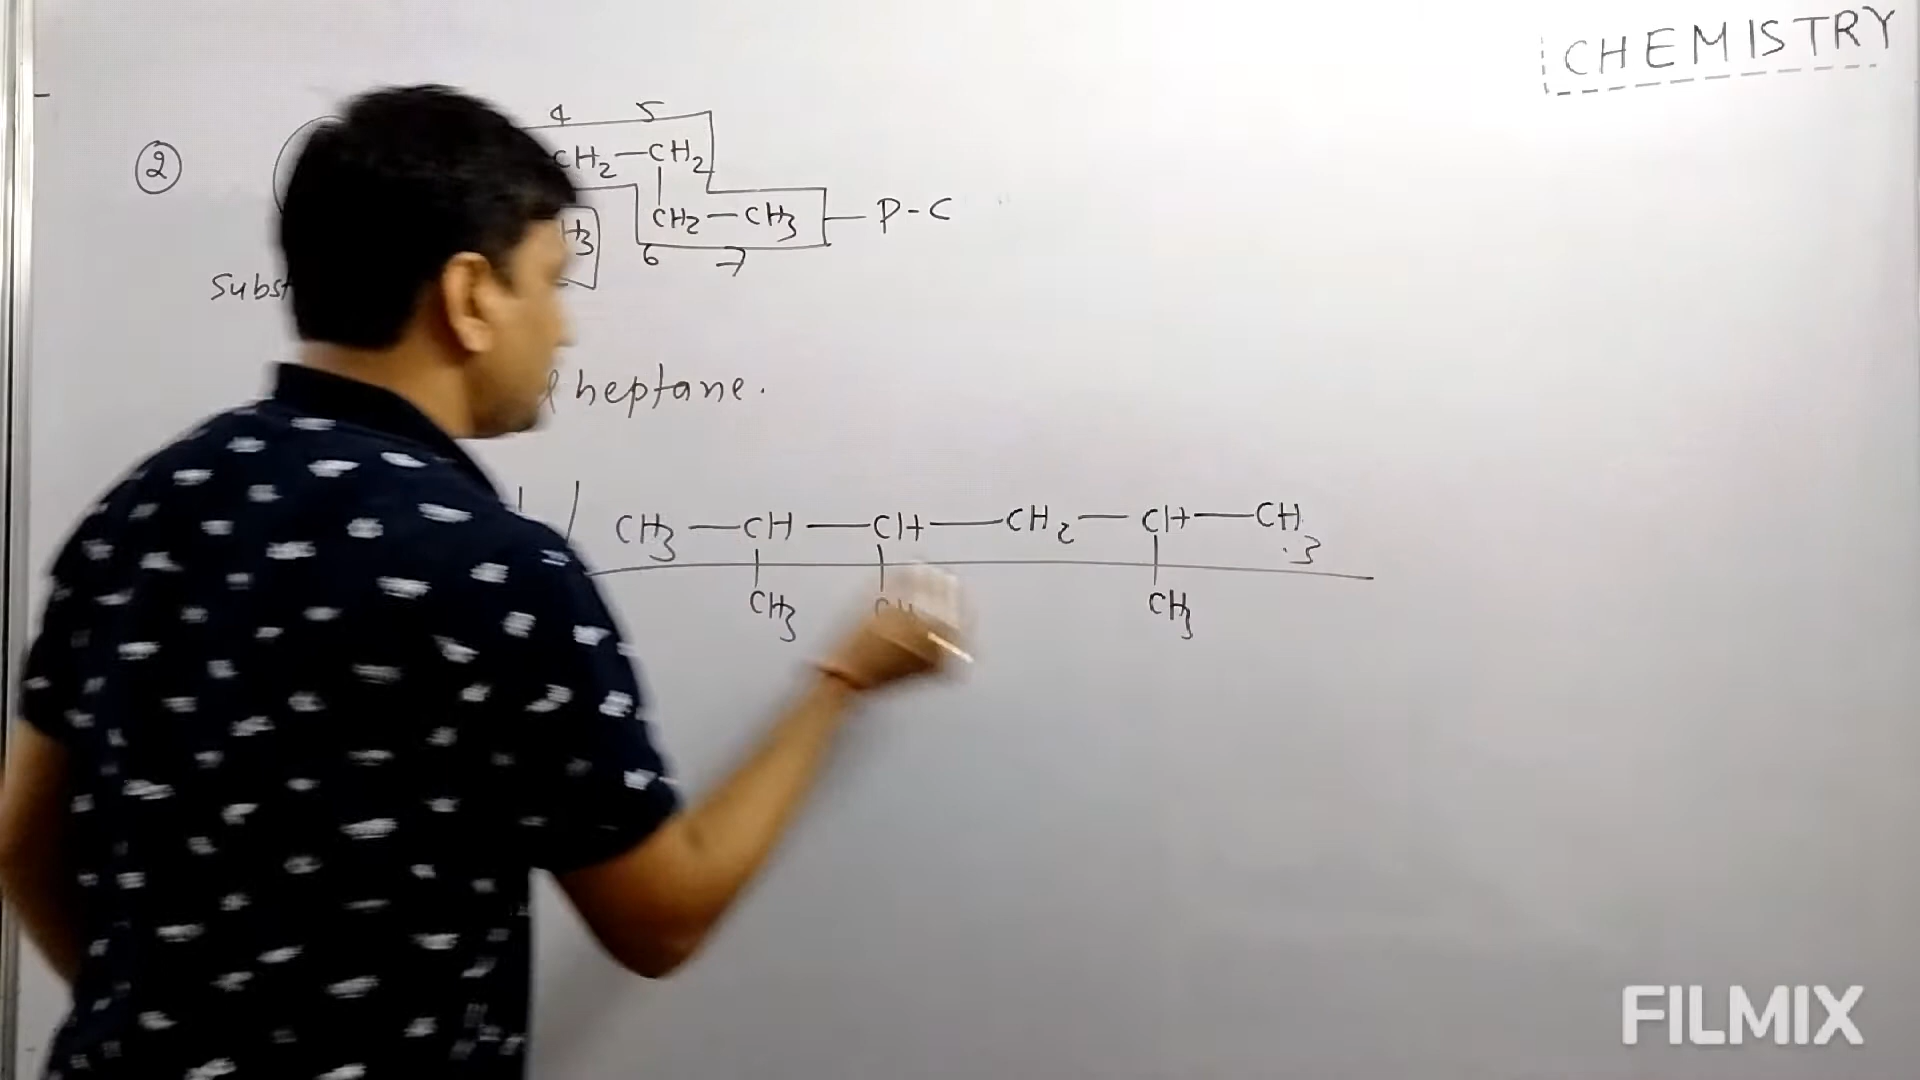 CHEMISTRY
4 5
2
CH2—CH2
CH2—CH3 — P-C
H3
6 7
Subst
heptane.
CH3—CH—CH—CH2—CH—CH3
CH3 CH3
FILMIX